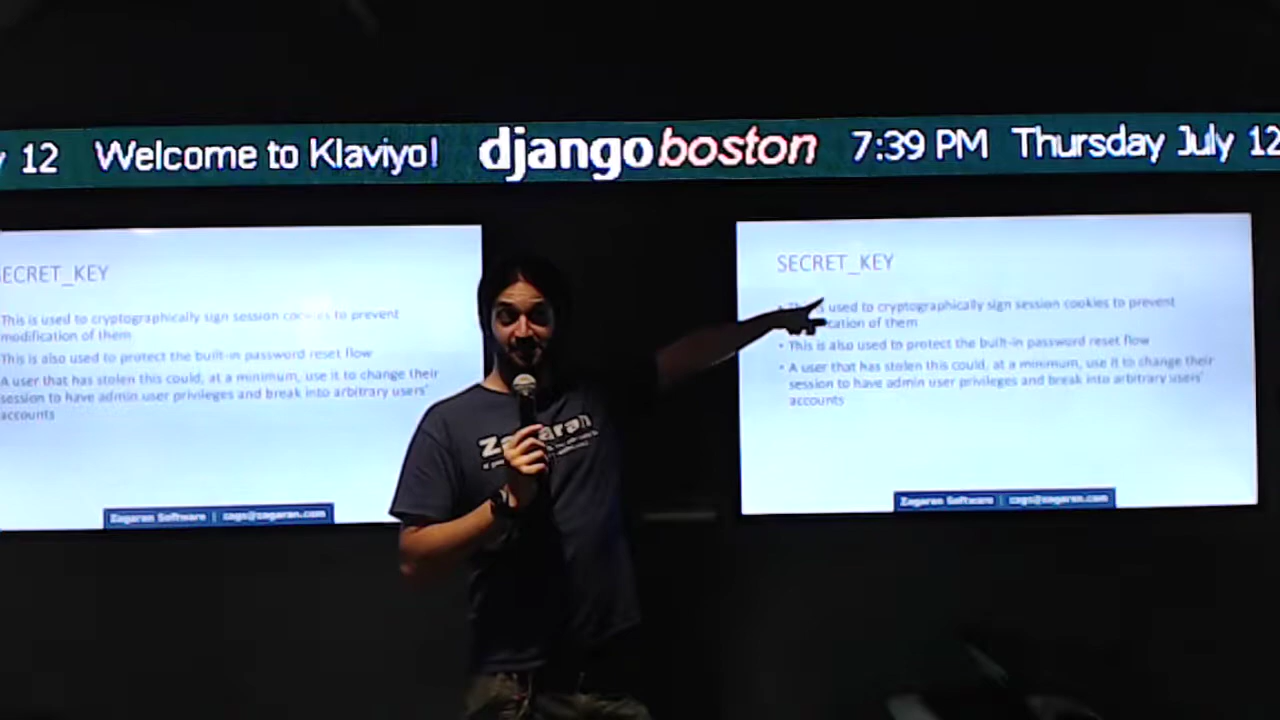 y 12 Welcome to Klaviyo! djangoboston 7:39 PM Thursday July 12
ECRET_KEY
This is used to cryptographically sign session cookies to prevent
modification of them
This is also used to protect the built-in password reset flow
A user that has stolen this could, at a minimum, use it to change their
session to have admin user privileges and break into arbitrary users'
accounts
Zagaran Software | zags@zagaran.com
SECRET_KEY
used to cryptographically sign session cookies to prevent
cation of them
• This is also used to protect the built-in password reset flow
• A user that has stolen this could, at a minimum, use it to change their
session to have admin user privileges and break into arbitrary users'
accounts
Zagaran Software | zags@zagaran.com